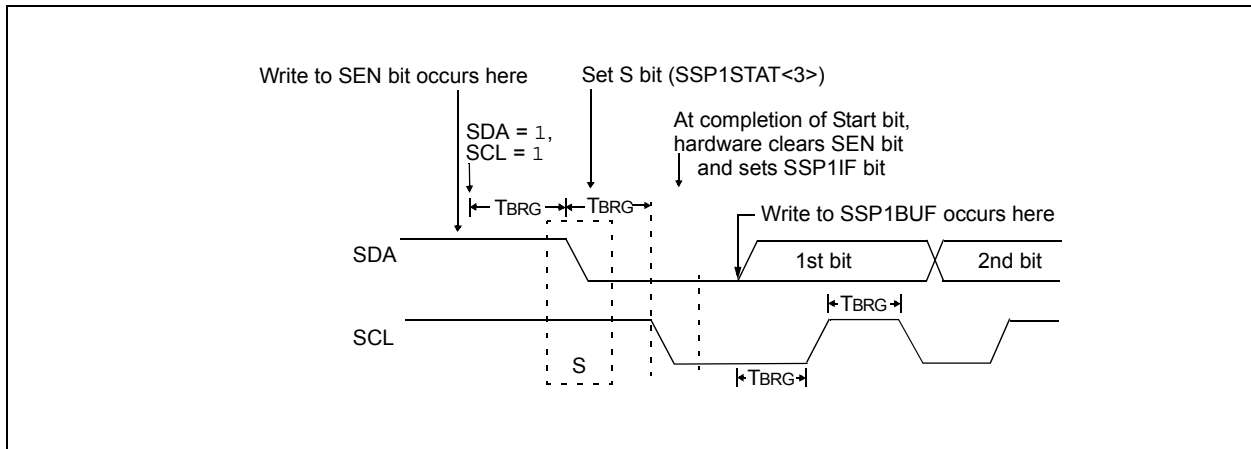 Write to SEN bit occurs here
Set S bit (SSP1STAT<3>)
SDA = 1,
SCL = 1
At completion of Start bit,
hardware clears SEN bit
and sets SSP1IF bit
TBRG
TBRG
Write to SSP1BUF occurs here
SDA
1st bit
2nd bit
TBRG
SCL
S
TBRG